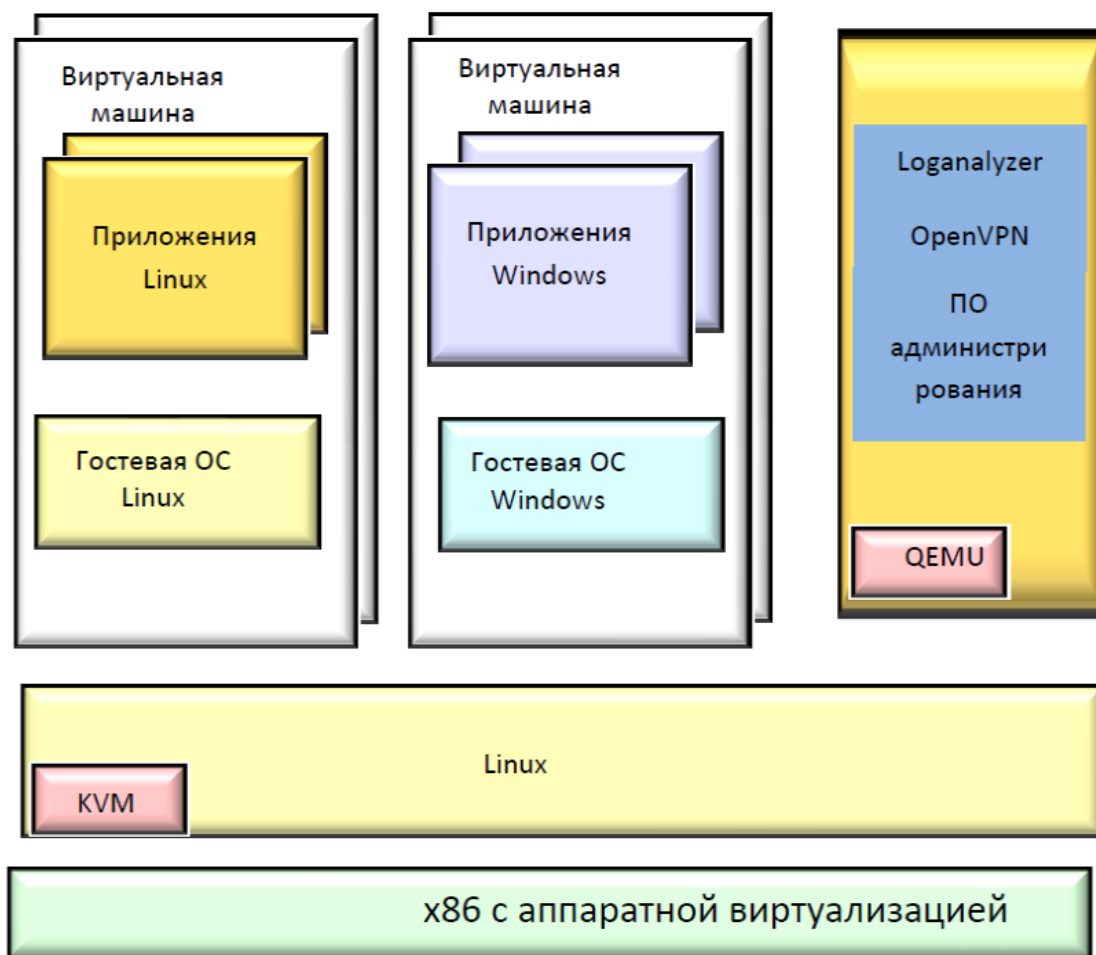 Виртуальная
машина
Приложения
Linux
Гостевая ОС
Linux
Виртуальная
машина
Приложения
Windows
Гостевая ОС
Windows
Loganalyzer
OpenVPN
ПО
администри
рования
QEMU
Linux
KVM
x86 с аппаратной виртуализацией